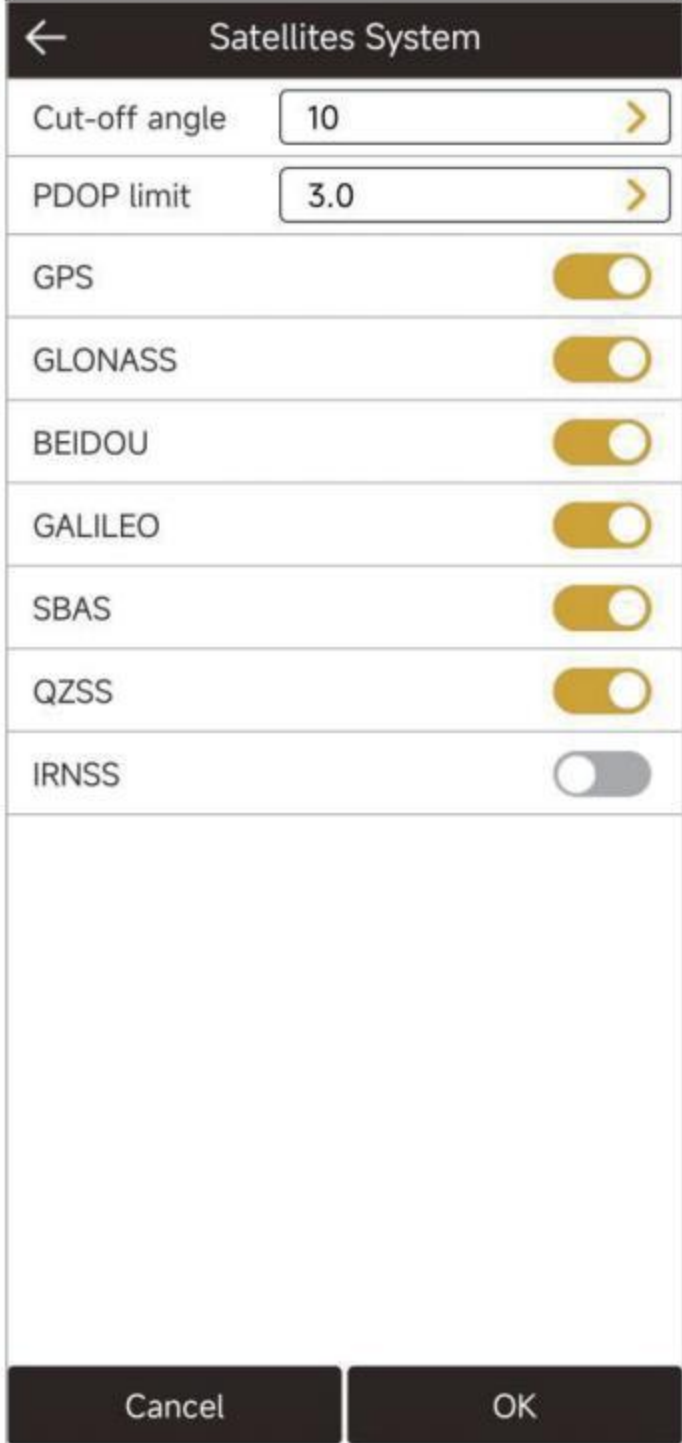 Satellites System
Cut-off angle 10
PDOP limit 3.0
GPS
GLONASS
BEIDOU
GALILEO
SBAS
QZSS
IRNSS
Cancel OK